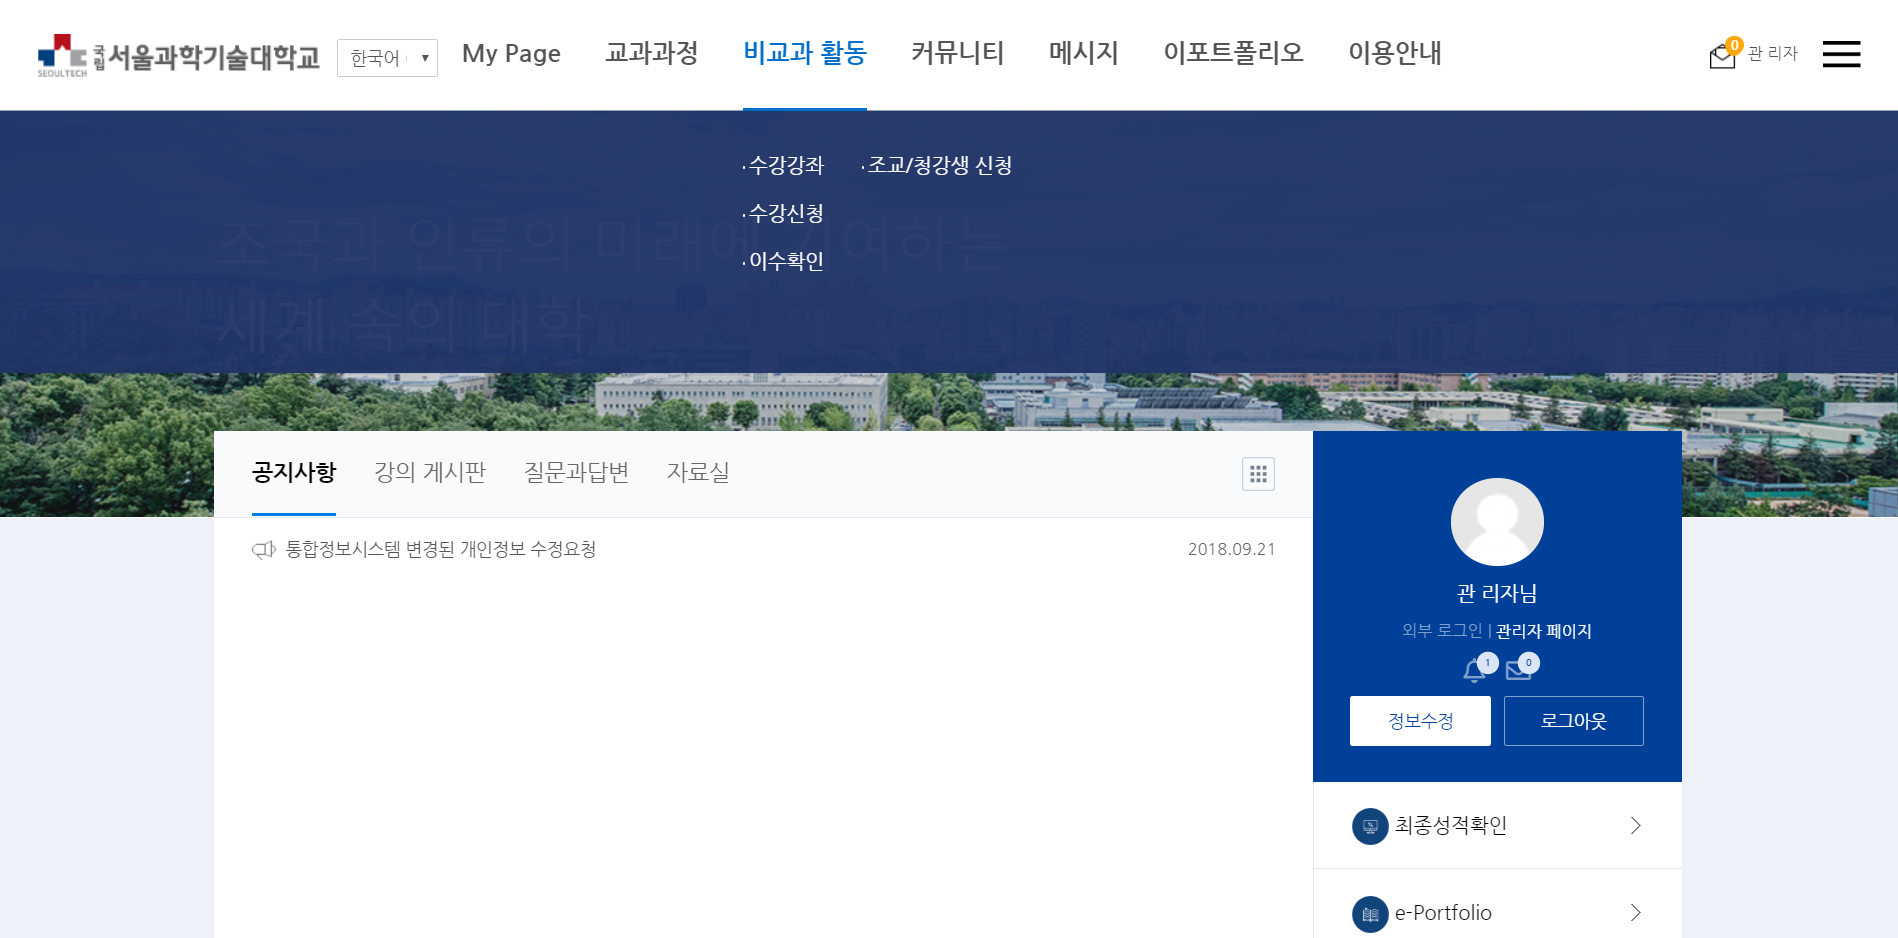 국립 서울과학기술대학교
SEOULTECH
한국어
My Page
교과과정
비교과 활동
커뮤니티
메시지
이포트폴리오
이용안내
0
관 리자
· 수강강좌
· 조교/청강생 신청
· 수강신청
· 이수확인
조국과 인류의 미래에 기여하는
세계 속의 대학
공지사항
강의 게시판
질문과답변
자료실
통합정보시스템 변경된 개인정보 수정요청
2018.09.21
관 리자님
외부 로그인 | 관리자 페이지
1
0
정보수정
로그아웃
최종성적확인
e-Portfolio